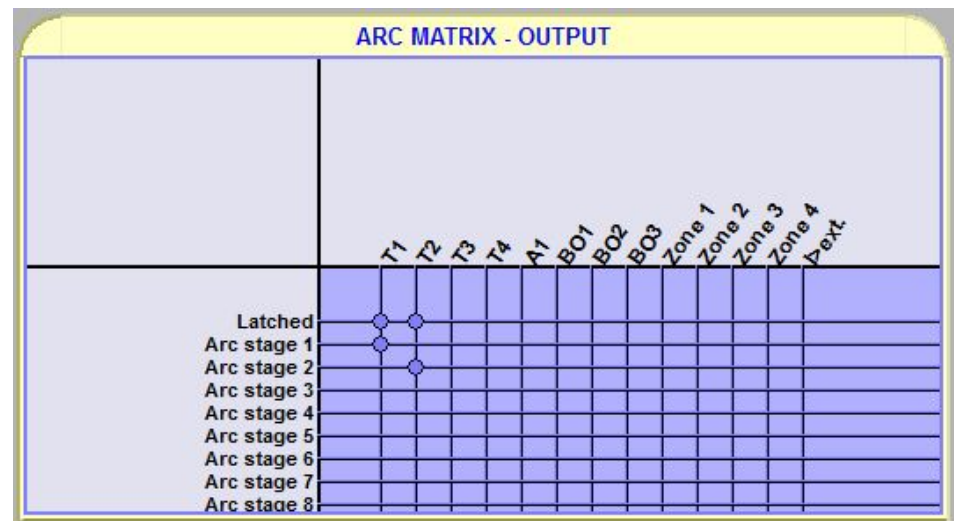 ARC MATRIX - OUTPUT
T1 T2 T3 T4 A1 BO1 BO2 BO3 Zone 1 Zone 2 Zone 3 Zone 4 I>ext.
Latched
Arc stage 1
Arc stage 2
Arc stage 3
Arc stage 4
Arc stage 5
Arc stage 6
Arc stage 7
Arc stage 8